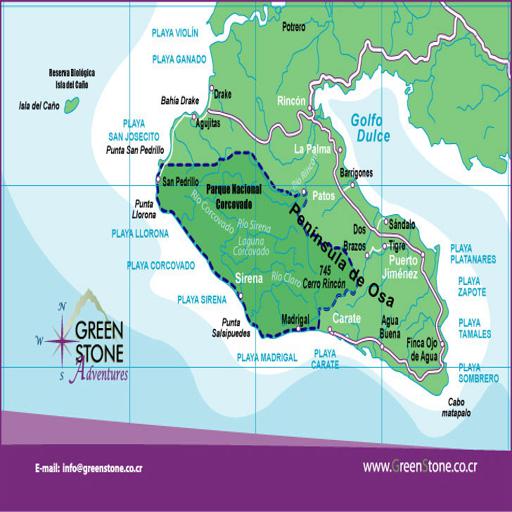 PLAYA VIOLÍN
Potrero
PLAYA GANADO
Reserva Biológica
Isla del Caño
Isla del Caño
Bahía Drake
Drake
Agujitas
Rincón
Golfo
Dulce
PLAYA
SAN JOSECITO
Punta San Pedrillo
La Palma
Río Rincón
Barrigones
San Pedrillo
Parque Nacional
Corcovado
Patos
Punta
Llorona
Río Corcovado
Río Sirena
Laguna
Corcovado
Península de Osa
Dos
Brazos
Sándalo
Tigre
PLAYA LLORONA
Puerto
Jiménez
PLAYA
PLATANARES
PLAYA CORCOVADO
Sirena
Río Claro
745
Cerro Rincón
PLAYA
ZAPOTE
PLAYA SIRENA
Punta
Salaipuedes
Madrigal
Carate
Agua
Buena
PLAYA
TAMALES
Finca Ojo
de Agua
PLAYA MADRIGAL
PLAYA
CARATE
PLAYA
SOMBRERO
Cabo
matapalo
N
W
S
GREEN
STONE
Adventures
E-mail: info@greenstone.co.cr
www.GreenStone.co.cr